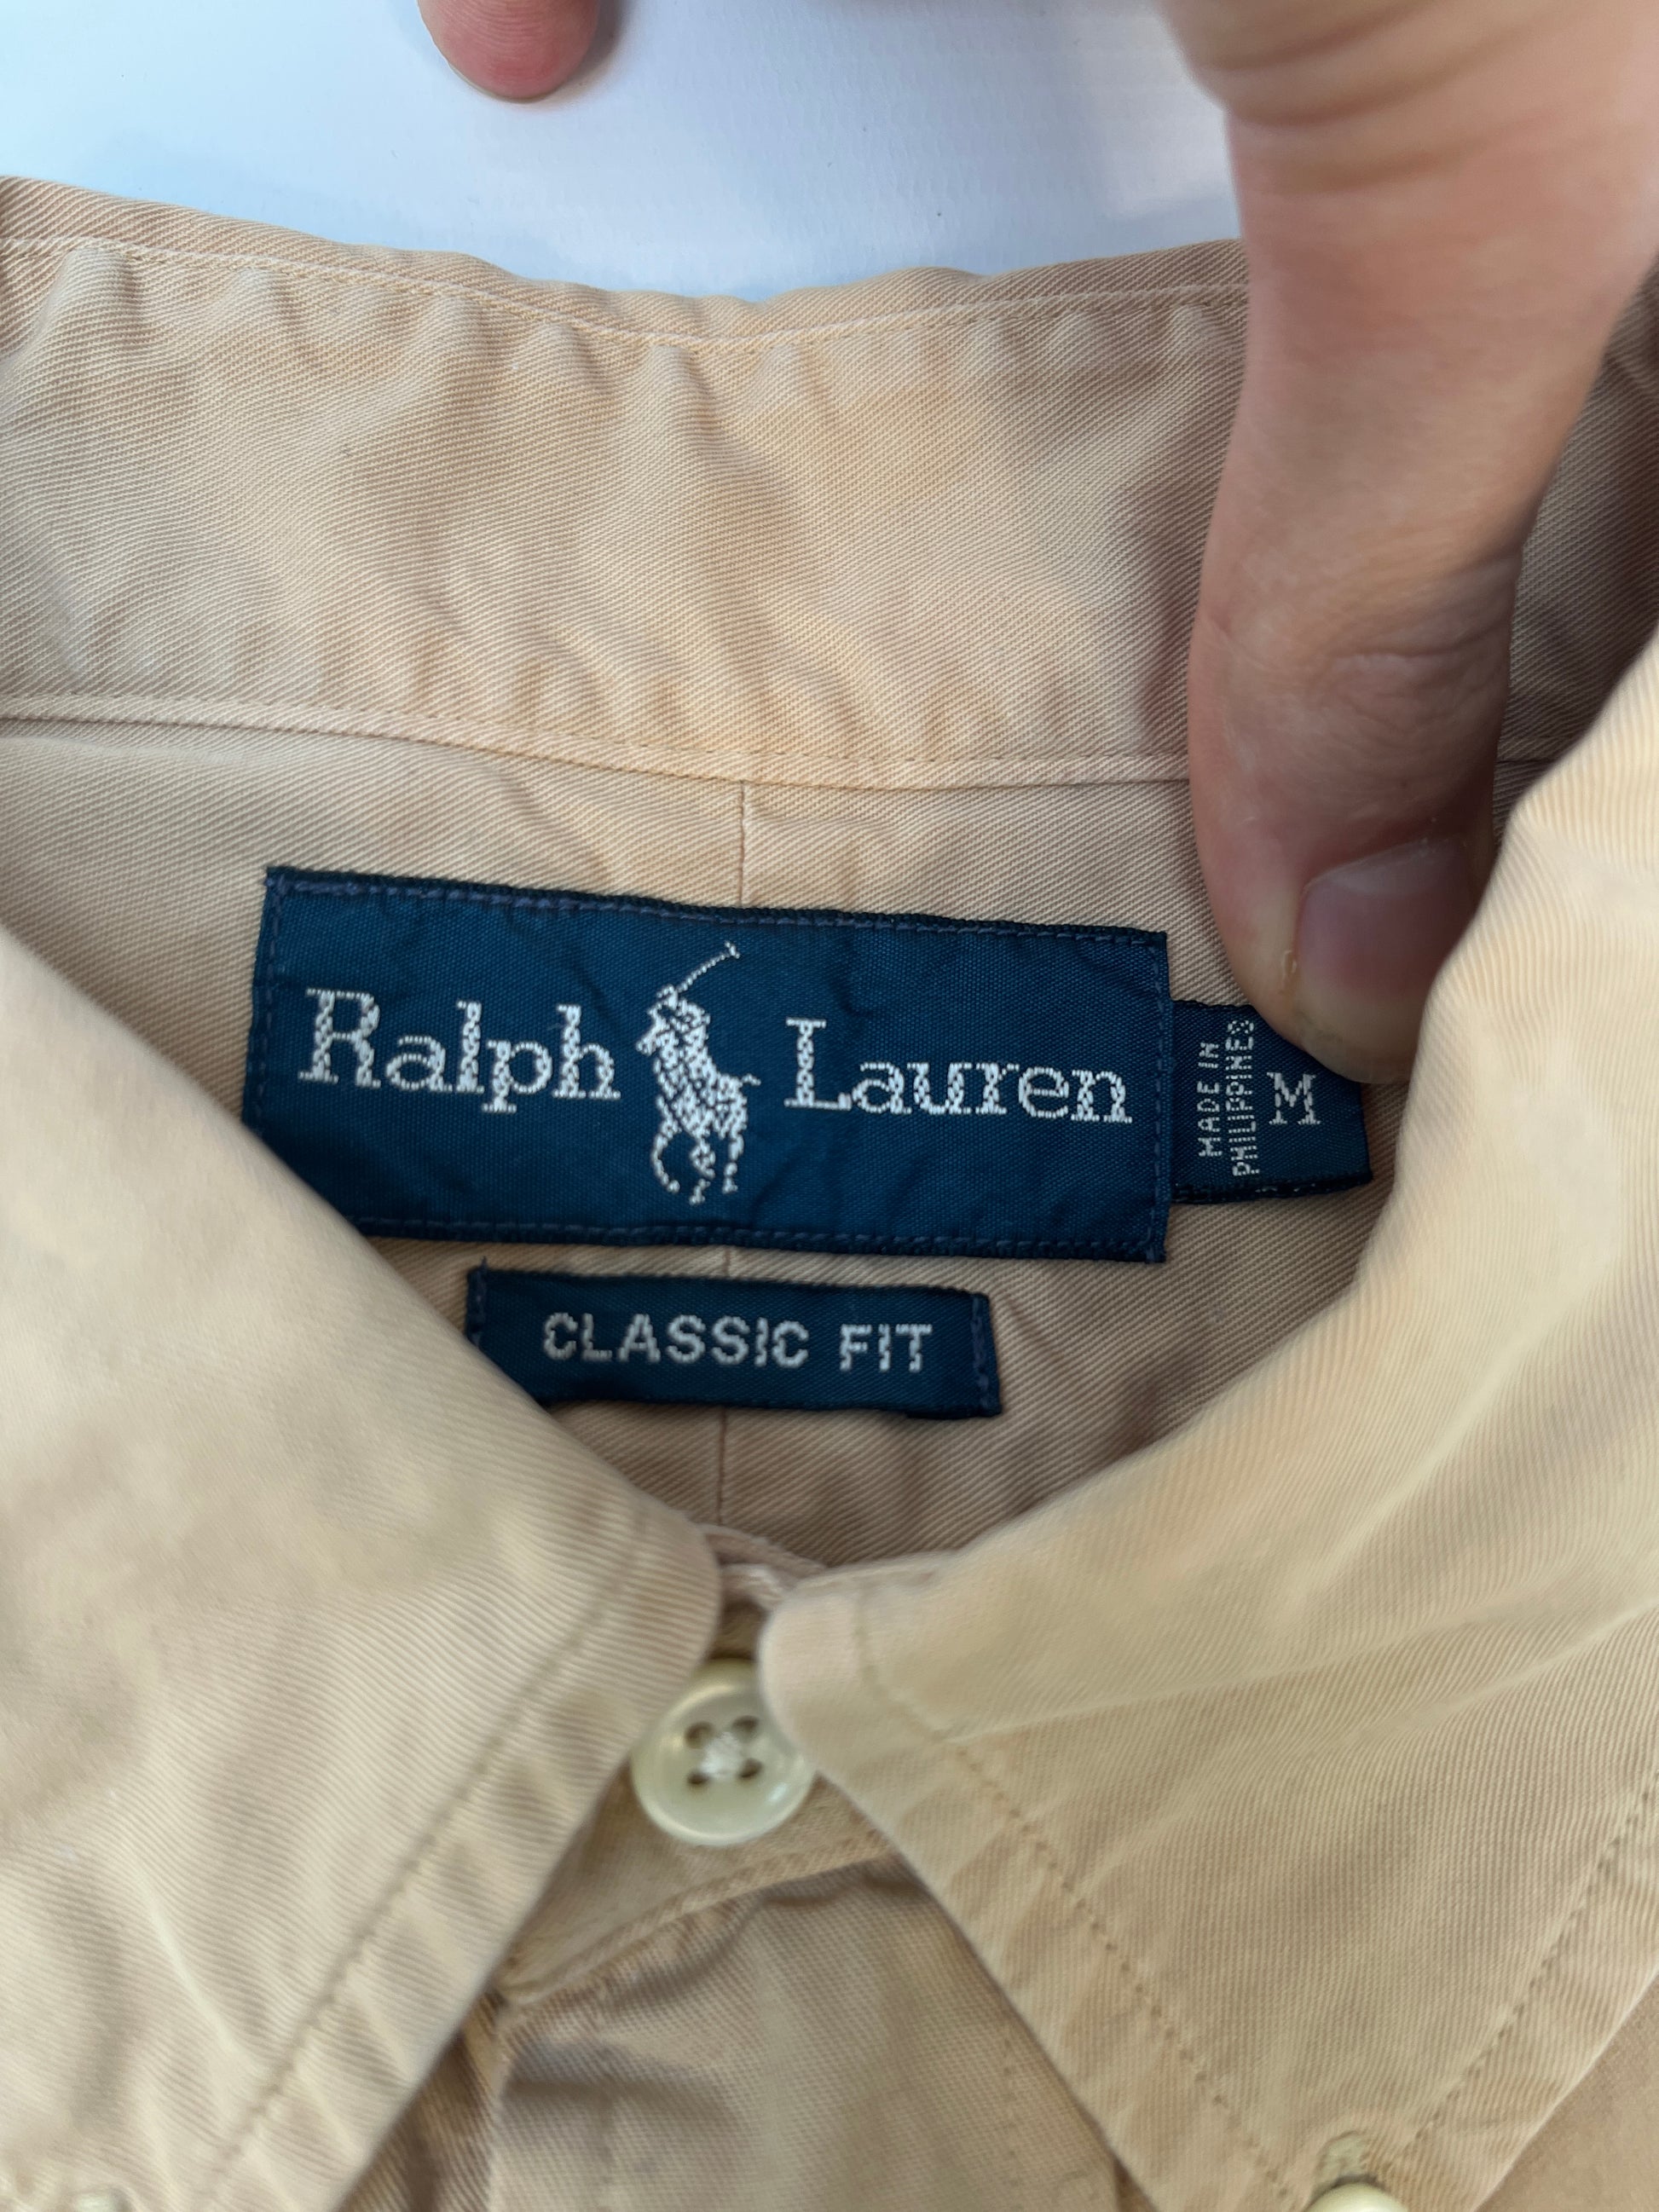 Ralph Lauren
MADE IN
PHILIPPINES
M
CLASSIC FIT